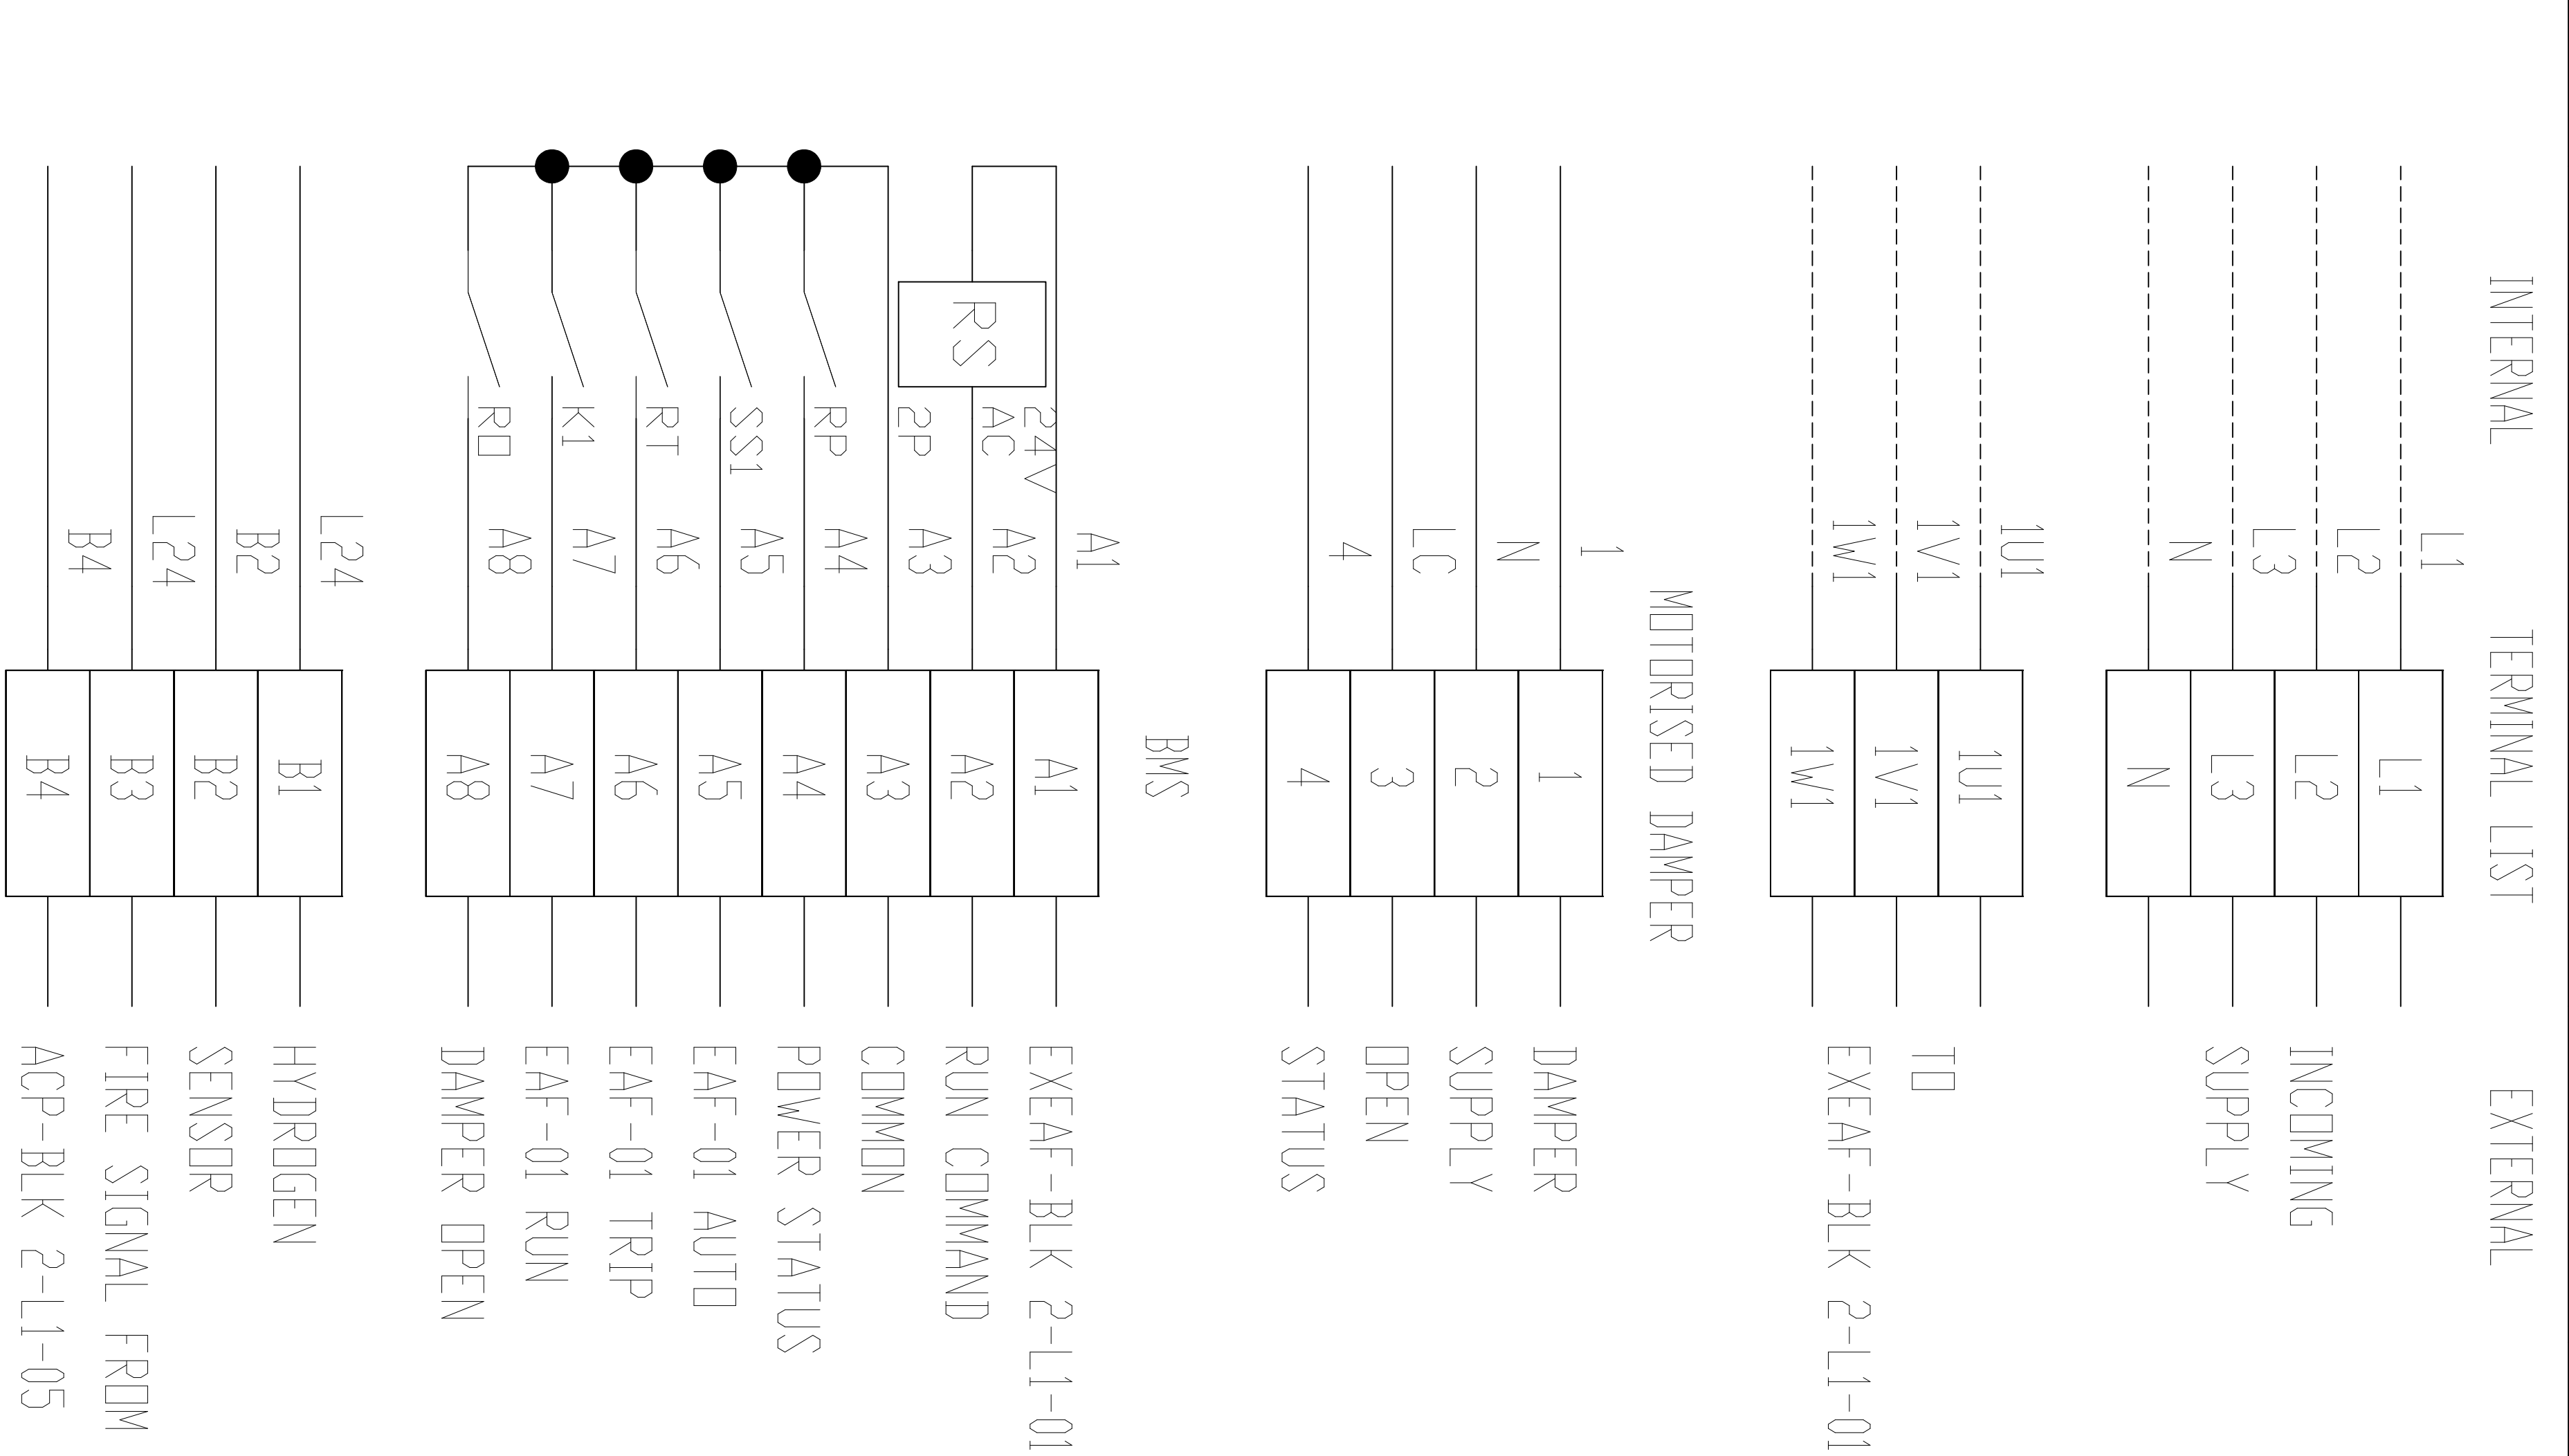 INTERNAL TERMINAL LIST EXTERNAL
L1 L1
L2 L2 INCOMING
L3 L3 SUPPLY
N N
1U1 1U1
1V1 1V1 TO
1W1 1W1 EXEAF-BLK 2-L1-01
MOTORISED DAMPER
1 1 DAMPER
N 2 SUPPLY
LC 3 OPEN
4 4 STATUS
BMS
A1 A1 EXEAF-BLK 2-L1-01
24V
RS AC A2 A2 RUN COMMAND
2P A3 A3 COMMON
RP A4 A4 POWER STATUS
SS1 A5 A5 EAF-01 AUTO
RT A6 A6 EAF-01 TRIP
K1 A7 A7 EAF-01 RUN
RO A8 A8 DAMPER OPEN
L24 B1 HYDROGEN
B2 B2 SENSOR
L24 B3 FIRE SIGNAL FROM
B4 B4 ACP-BLK 2-L1-05